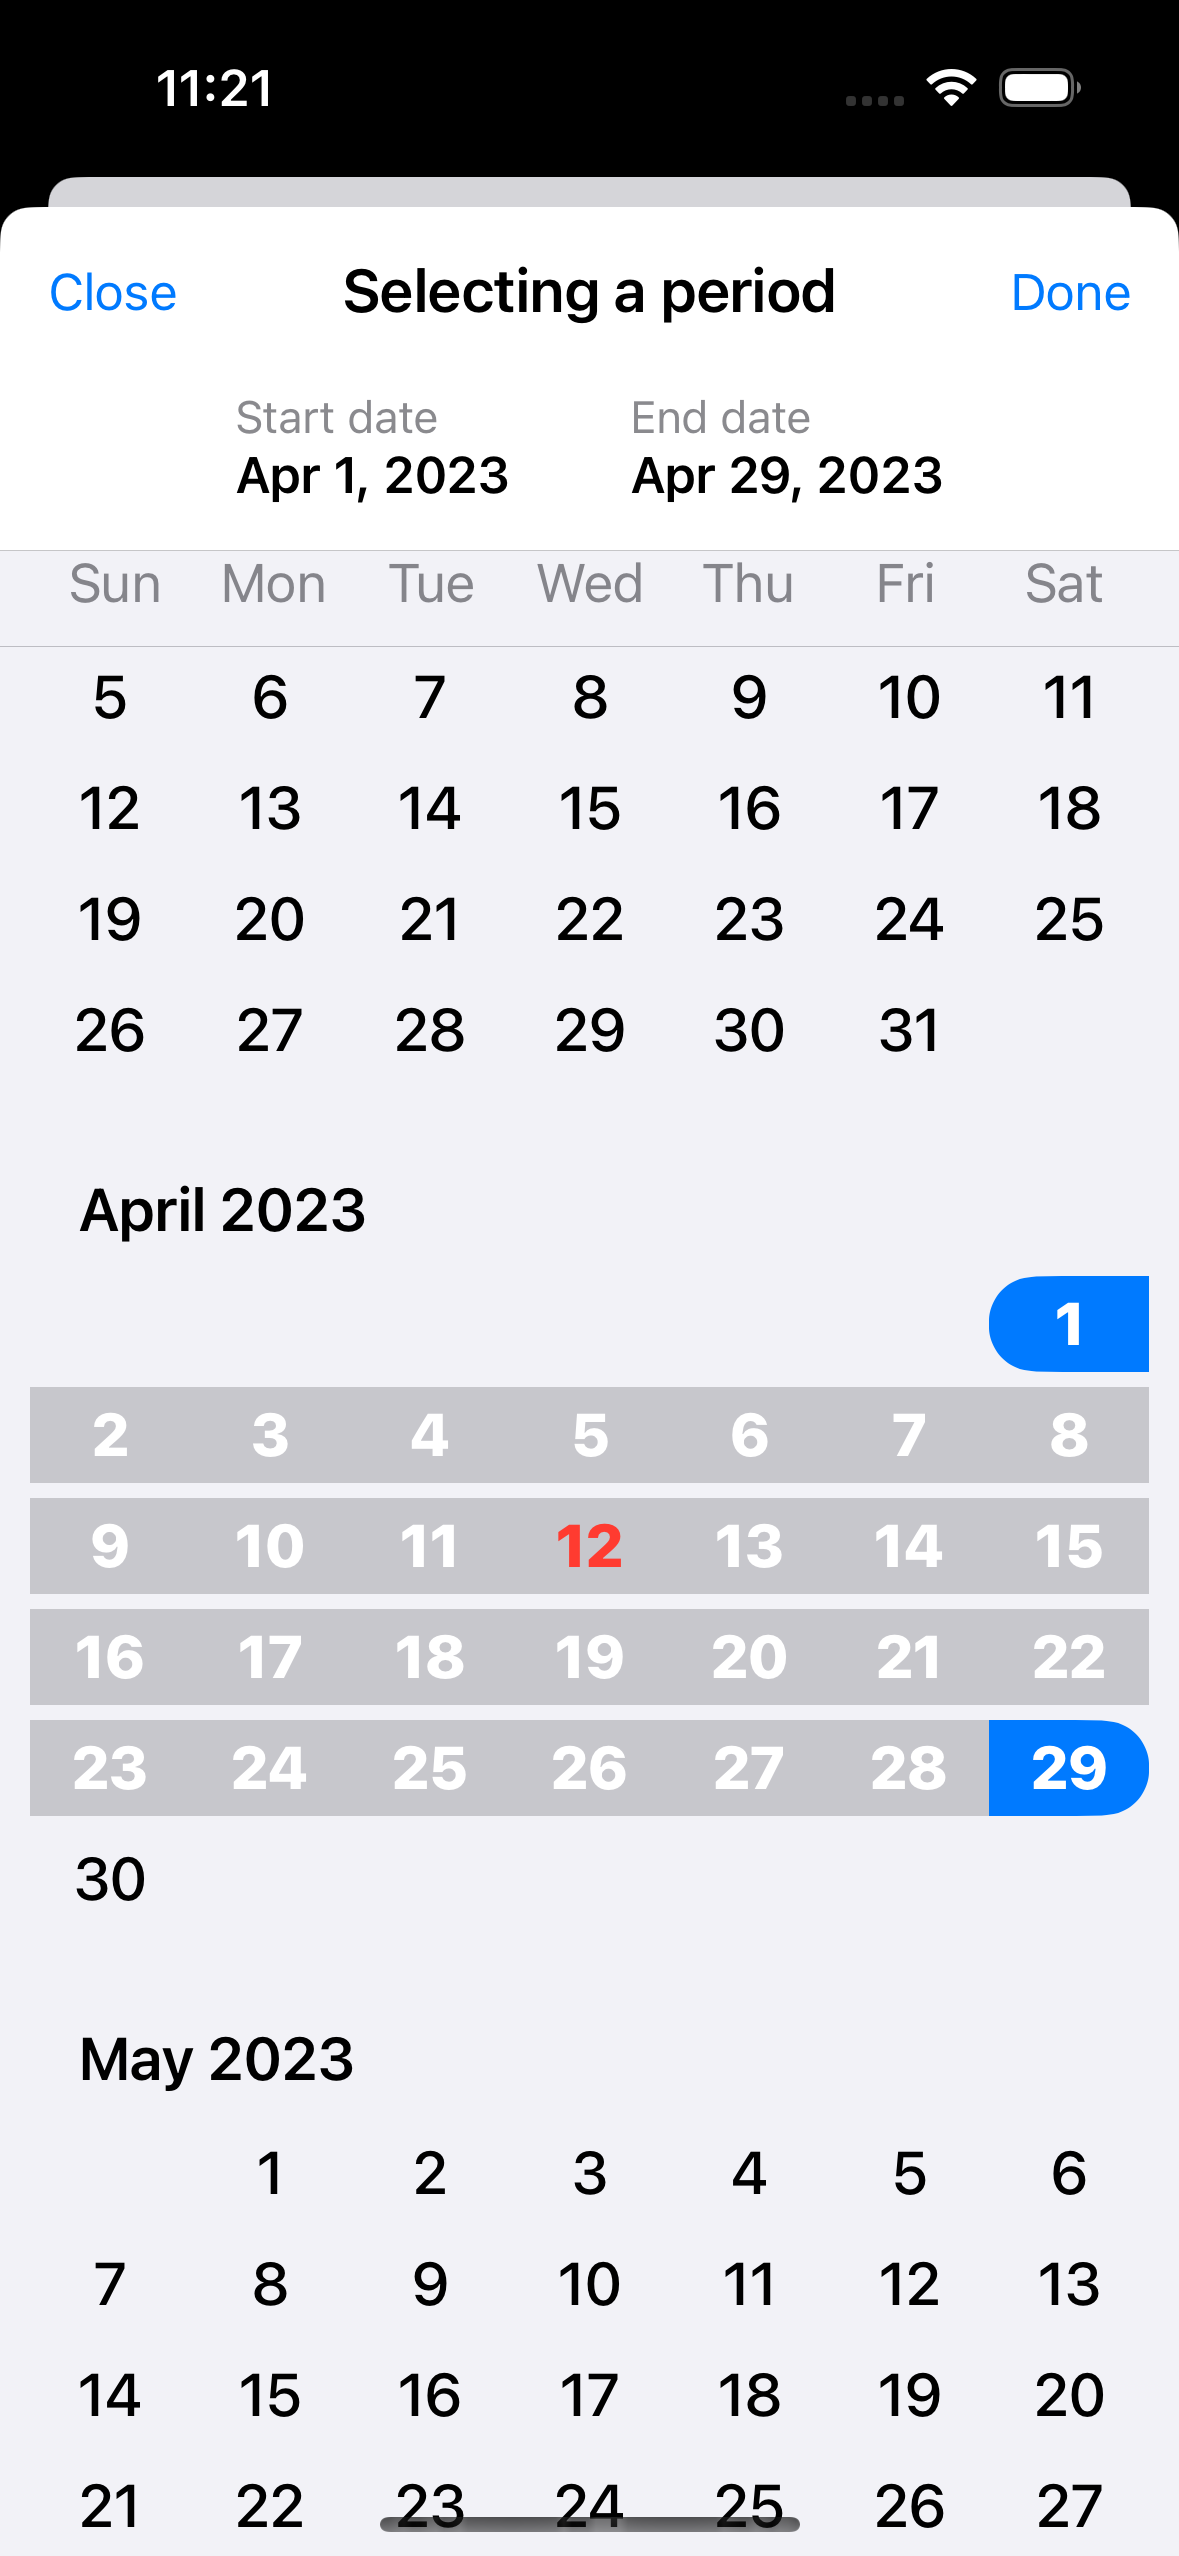 11:21
Close Selecting a period Done
Start date End date
Apr 1, 2023 Apr 29, 2023
Sun Mon Tue Wed Thu Fri Sat
5 6 7 8 9 10 11
12 13 14 15 16 17 18
19 20 21 22 23 24 25
26 27 28 29 30 31
April 2023
1
2 3 4 5 6 7 8
9 10 11 12 13 14 15
16 17 18 19 20 21 22
23 24 25 26 27 28 29
30
May 2023
1 2 3 4 5 6
7 8 9 10 11 12 13
14 15 16 17 18 19 20
21 22 23 24 25 26 27